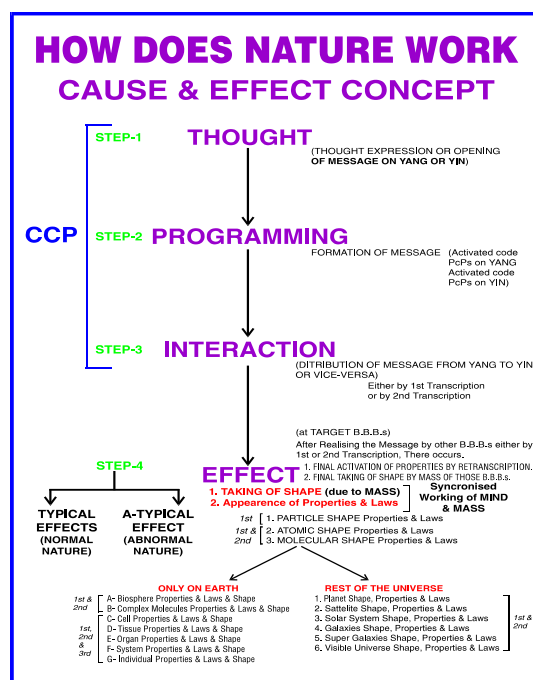 HOW DOES NATURE WORK
CAUSE & EFFECT CONCEPT
STEP-1 THOUGHT
(THOUGHT EXPRESSION OR OPENING
OF MESSAGE ON YANG OR YIN)
CCP
STEP-2 PROGRAMMING
FORMATION OF MESSAGE (Activated code
PcPs on YANG
Activated code
PcPs on YIN)
STEP-3 INTERACTION
(DITRIBUTION OF MESSAGE FROM YANG TO YIN
OR VICE-VERSA)
Either by 1st Transcription
or by 2nd Transcription
(at TARGET B.B.B.s)
After Realising the Message by other B.B.B.s either by
1st or 2nd Transcription, There occurs.
STEP-4
EFFECT
1. FINAL ACTIVATION OF PROPERTIES BY RETRANSCRIPTION.
2. FINAL TAKING OF SHAPE BY MASS OF THOSE B.B.B.s.
1. TAKING OF SHAPE (due to MASS)
2. Appearence of Properties & Laws
Syncronised
Working of MIND
& MASS
TYPICAL
EFFECTS
(NORMAL
NATURE)
A-TYPICAL
EFFECT
(ABNORMAL
NATURE)
1st 1. PARTICLE SHAPE Properties & Laws
1st & 2. ATOMIC SHAPE Properties & Laws
2nd 3. MOLECULAR SHAPE Properties & Laws
ONLY ON EARTH
1st &
2nd
A- Biosphere Properties & Laws & Shape
B- Complex Molecules Properties & Laws & Shape
1st,
2nd
&
3rd
C- Cell Properties & Laws & Shape
D- Tissue Properties & Laws & Shape
E- Organ Properties & Laws & Shape
F- System Properties & Laws & Shape
G- Individual Properties & Laws & Shape
REST OF THE UNIVERSE
1. Planet Shape, Properties & Laws
2. Sattelite Shape, Properties & Laws
3. Solar System Shape, Properties & Laws
4. Galaxies Shape, Properties & Laws
5. Super Galaxies Shape, Properties & Laws
6. Visible Universe Shape, Properties & Laws
1st &
2nd